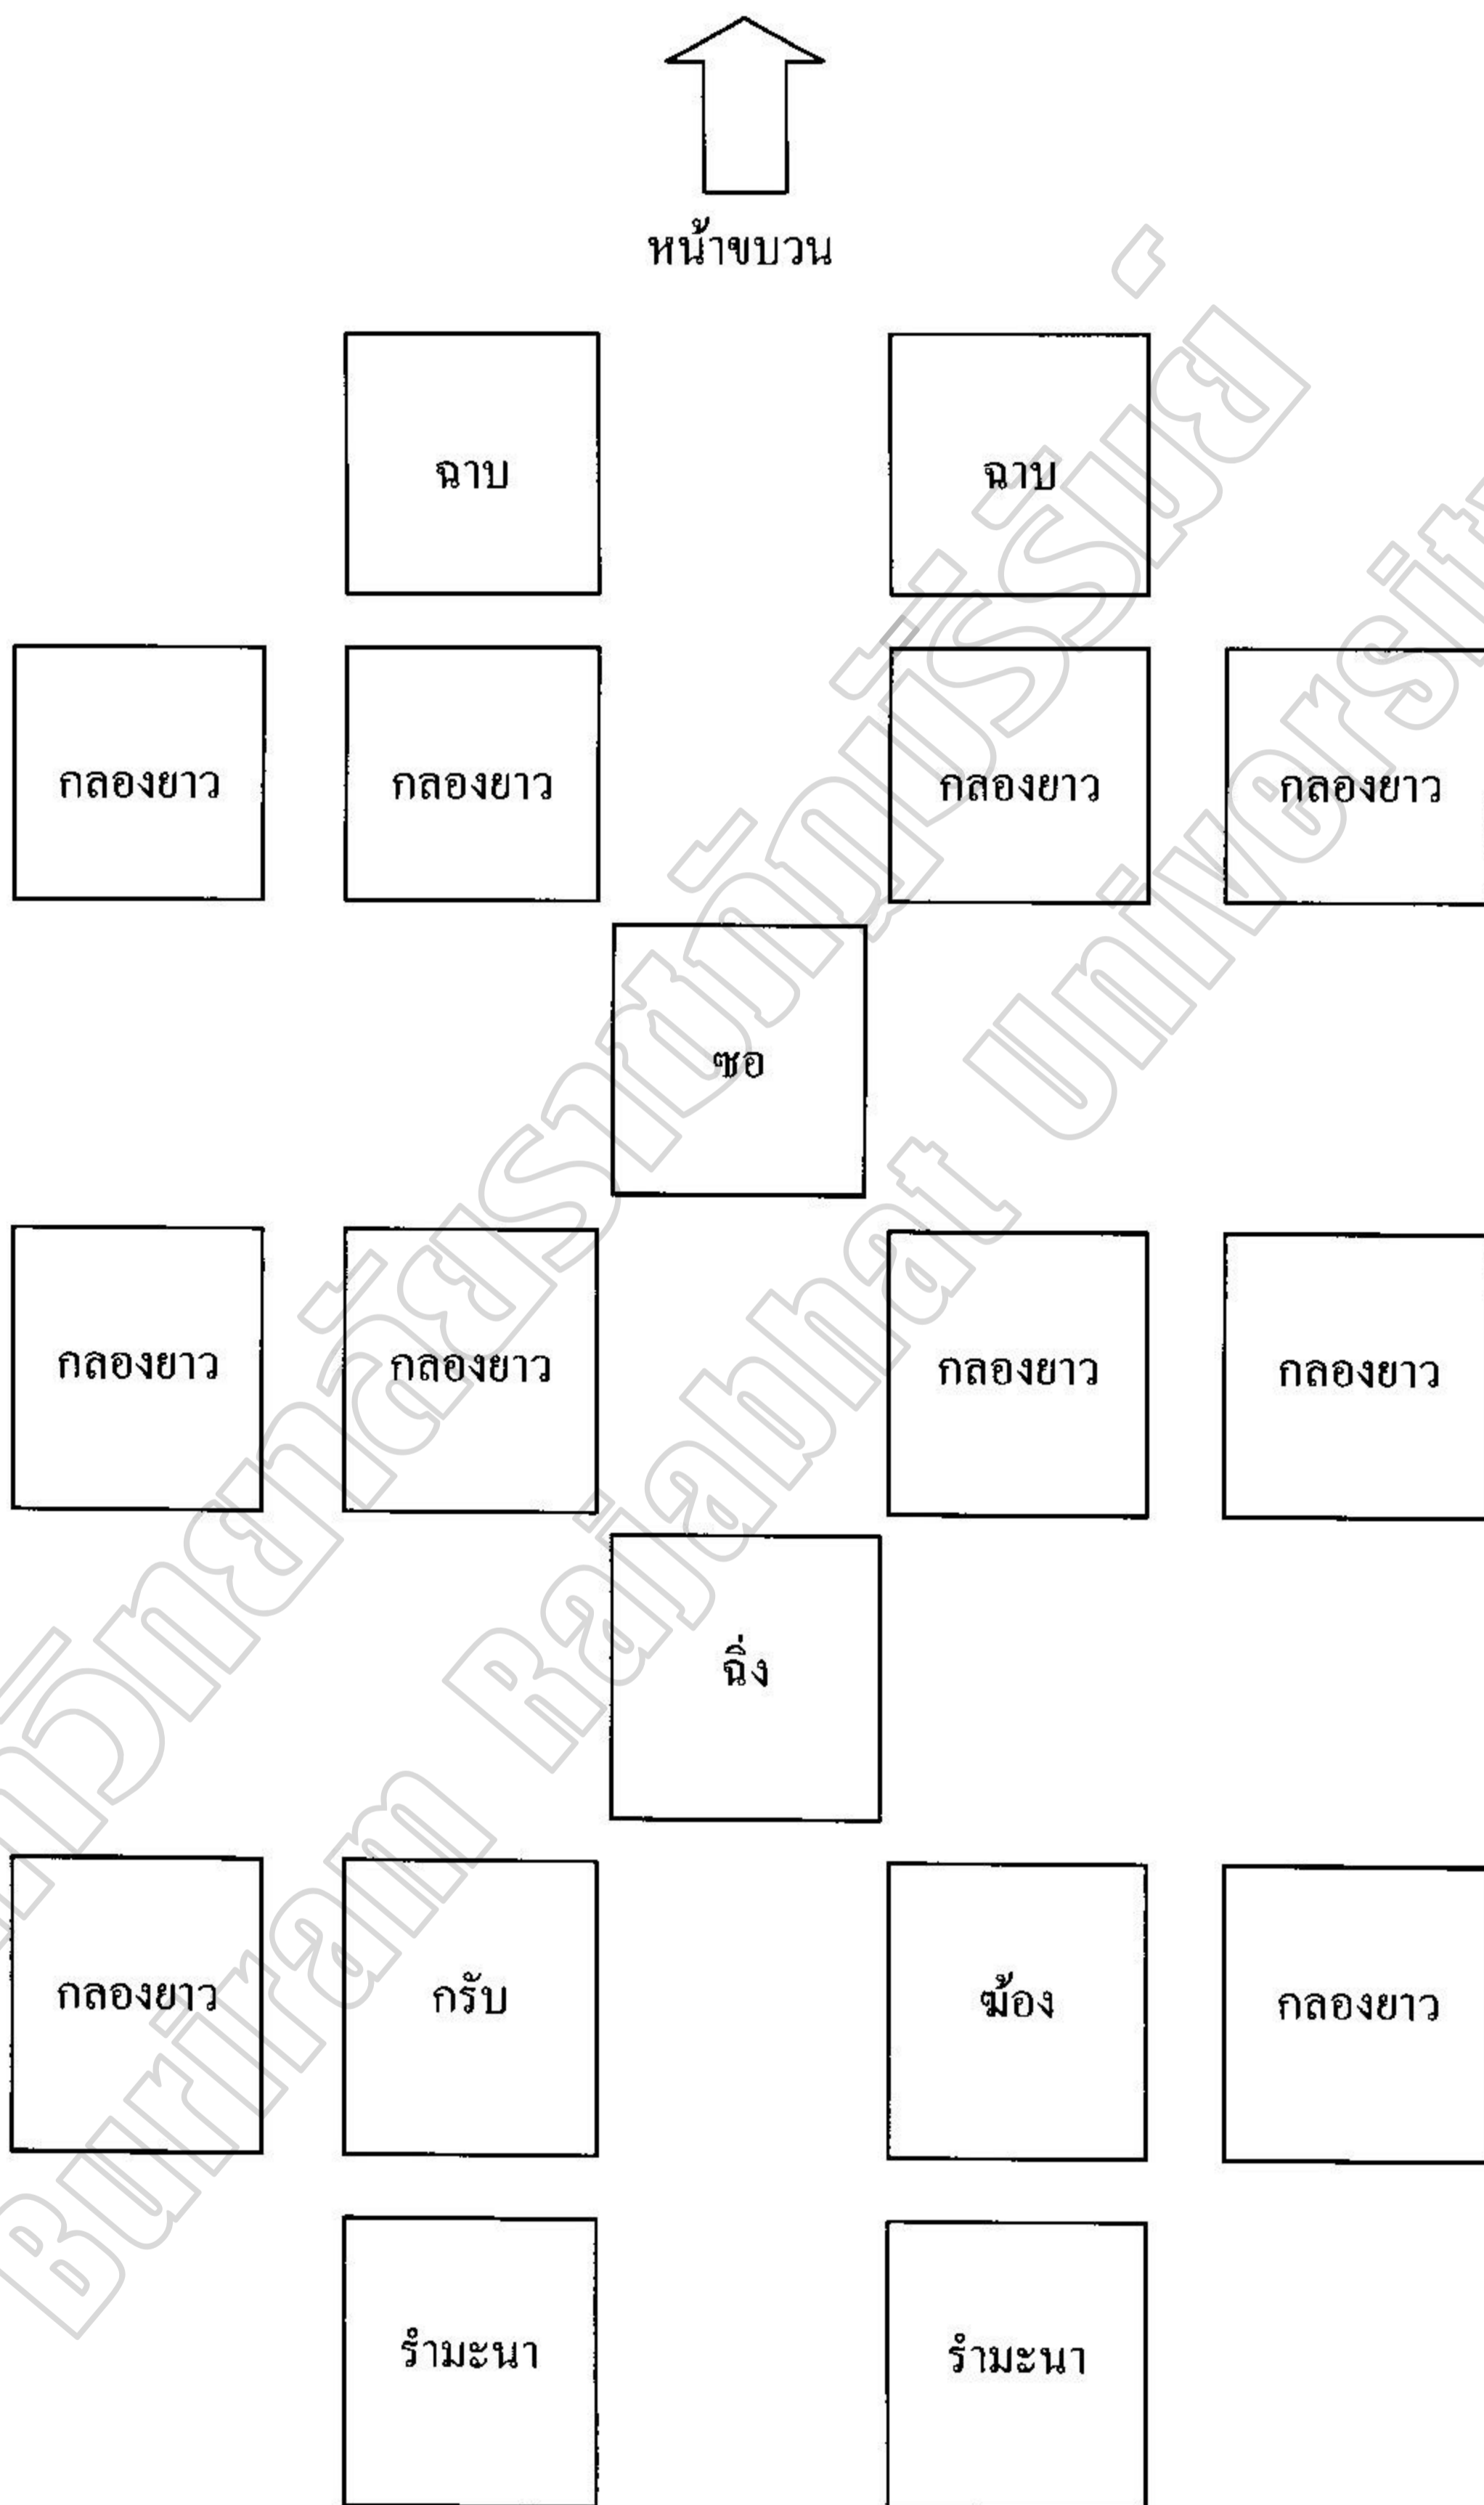 หน้าขบวน
ฉาบ ฉาบ
กลองยาว กลองยาว กลองยาว กลองยาว
ซอ
กลองยาว กลองยาว กลองยาว กลองยาว
ฉิ่ง
กลองยาว กรับ ฆ้อง กลองยาว
รำมะนา รำมะนา
Buriram Rajabhat